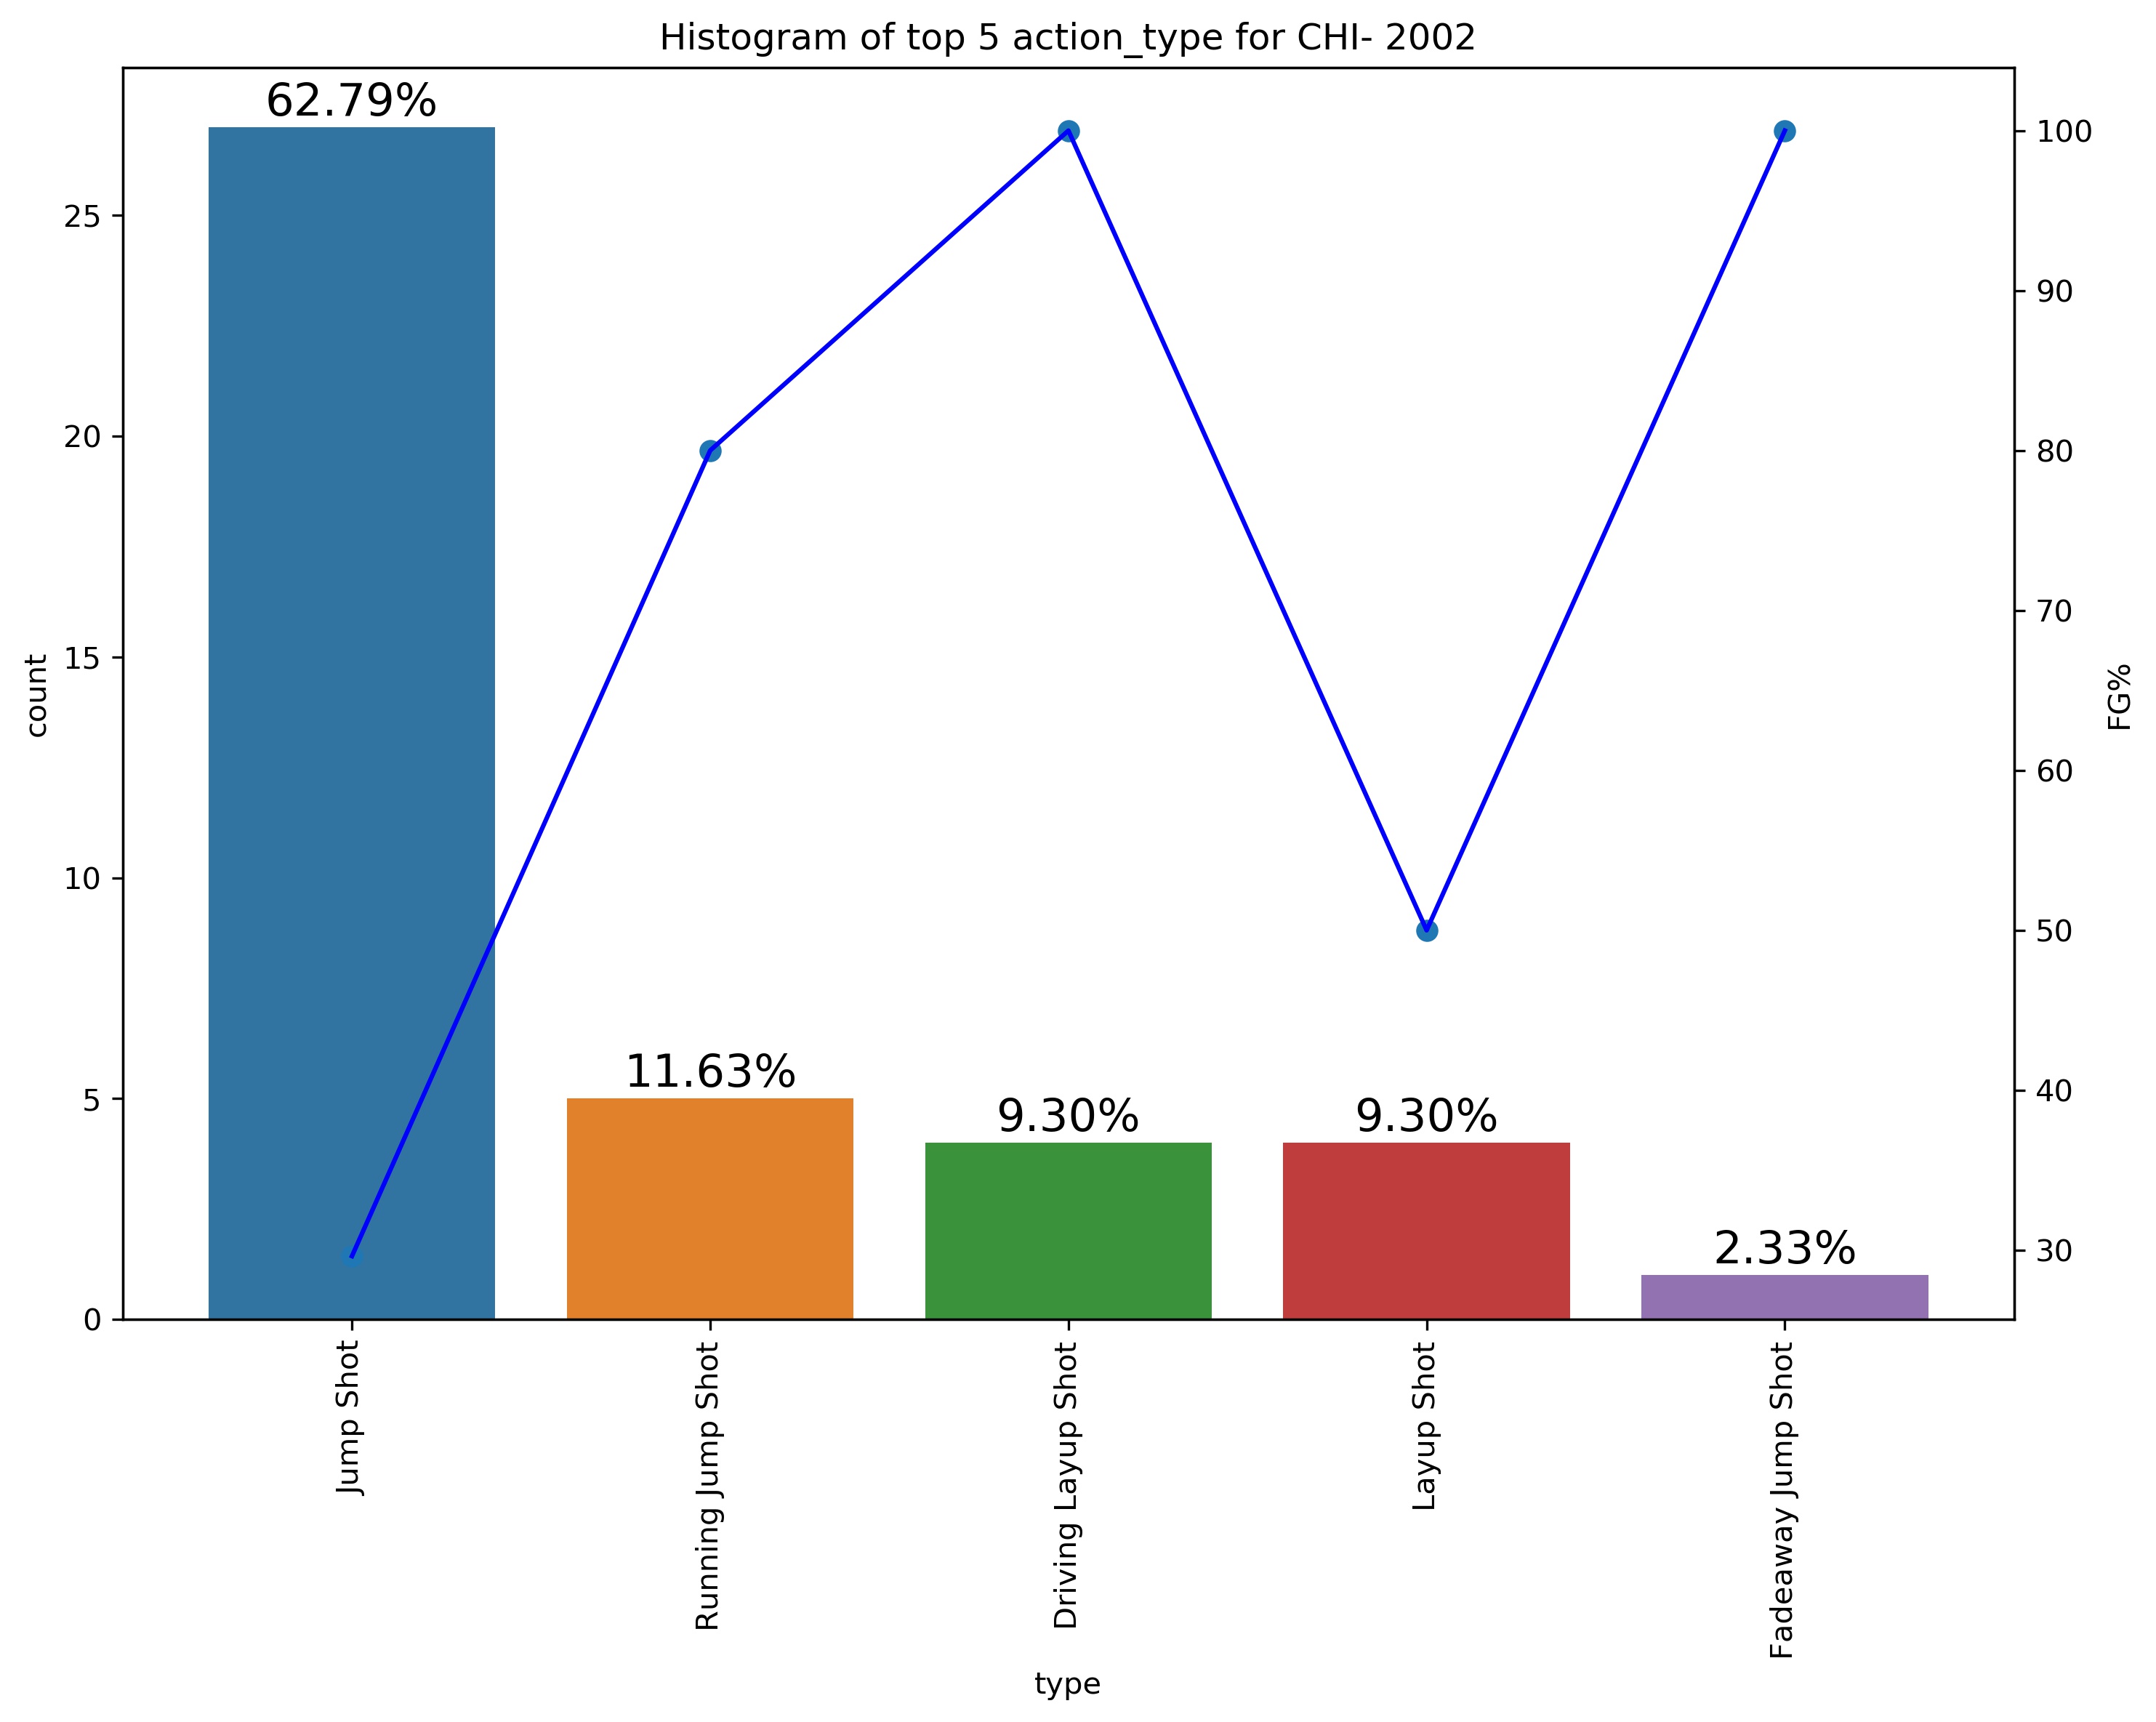 Histogram of top 5 action_type for CHI- 2002
62.79%
11.63%
9.30%
9.30%
2.33%
count
25
20
15
10
5
0
FG%
100
90
80
70
60
50
40
30
Jump Shot
Running Jump Shot
Driving Layup Shot
Layup Shot
Fadeaway Jump Shot
type